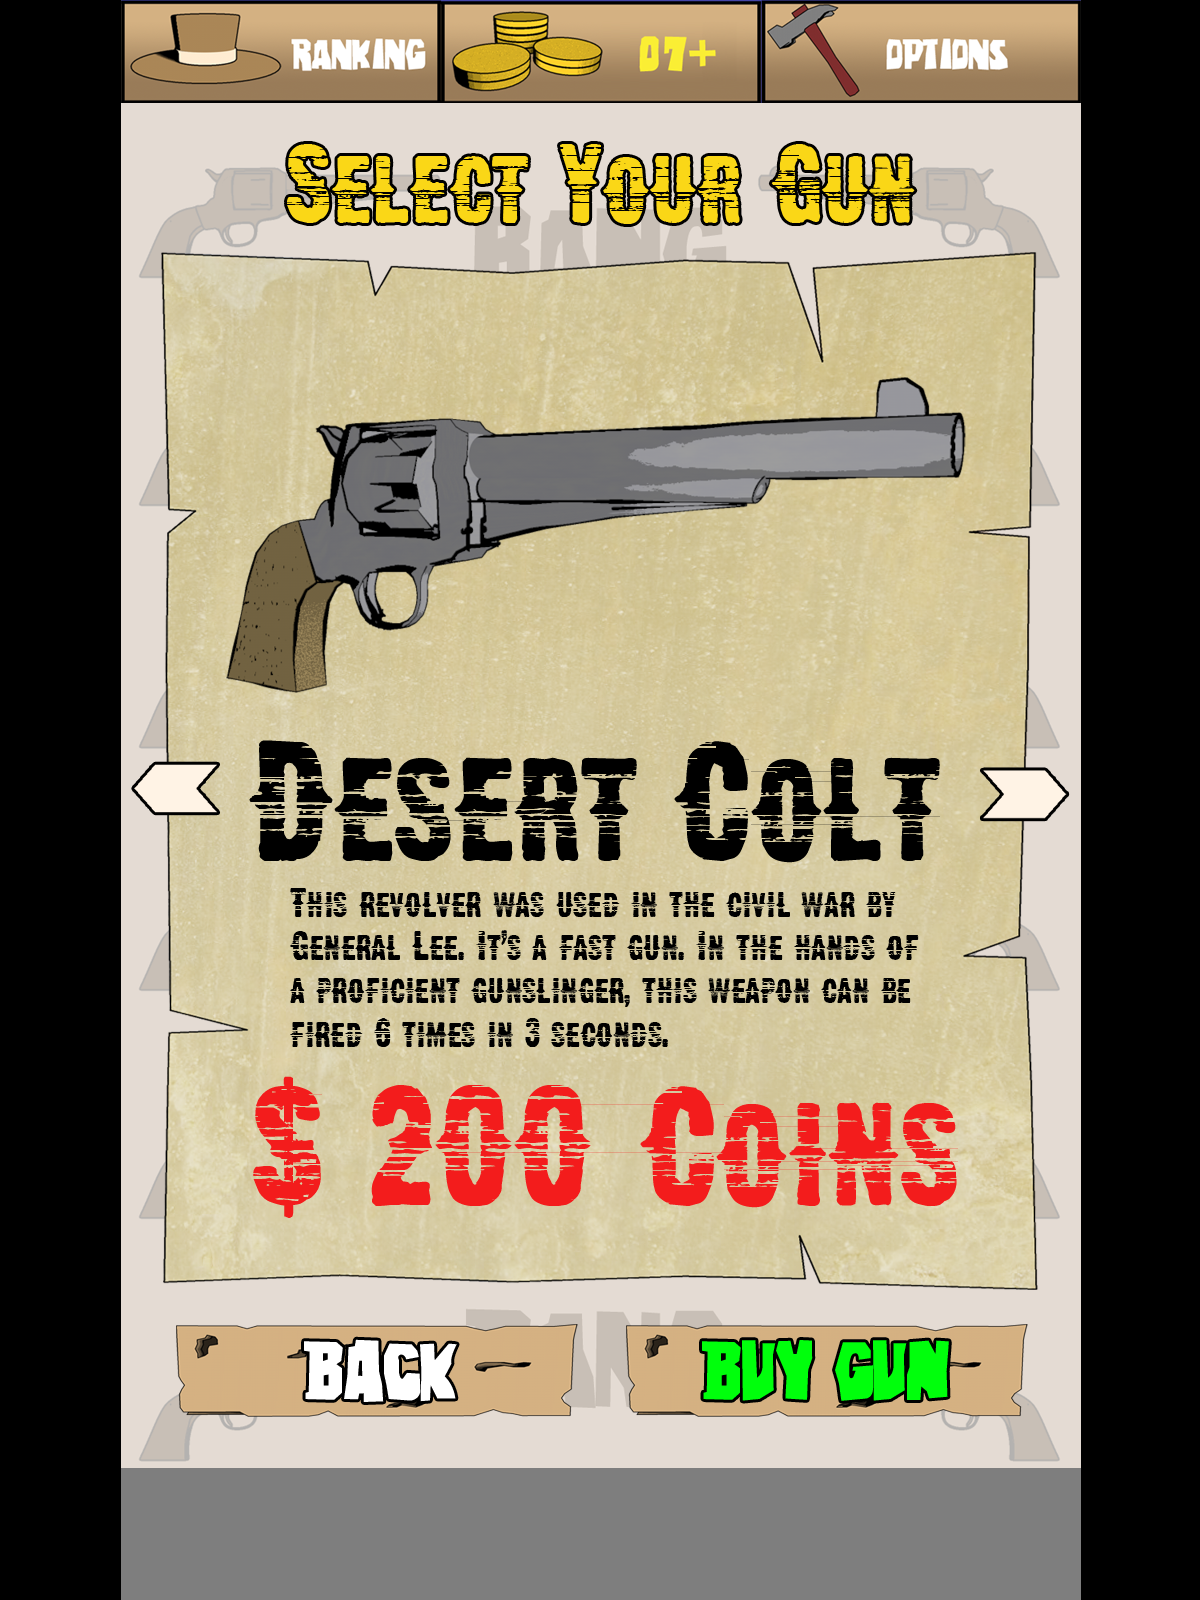 RANKING
07+
OPTIONS
SELECT YOUR GUN
BANG
DESERT COLT
THIS REVOLVER WAS USED IN THE CIVIL WAR BY
GENERAL LEE. IT'S A FAST GUN. IN THE HANDS OF
A PROFICIENT GUNSLINGER, THIS WEAPON CAN BE
FIRED 6 TIMES IN 3 SECONDS.
$ 200 COINS
BANG
BACK
BUY GUN